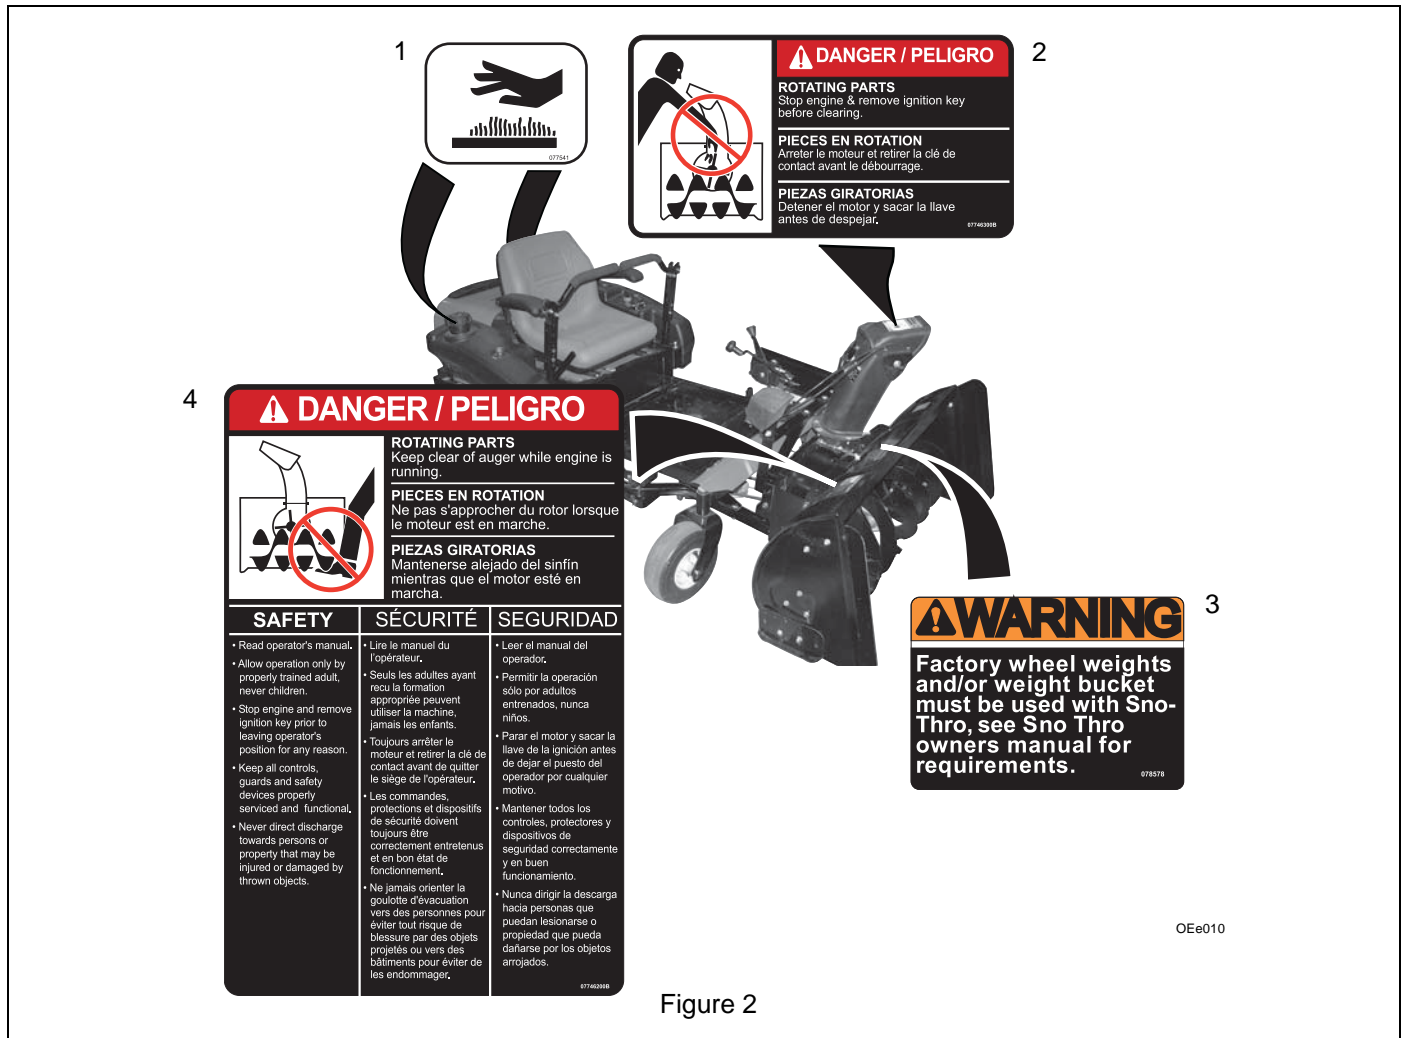 1
077541
2
DANGER / PELIGRO
ROTATING PARTS
Stop engine & remove ignition key
before clearing.
PIECES EN ROTATION
Arreter le moteur et retirer la clé de
contact avant le débourrage.
PIEZAS GIRATORIAS
Detener el motor y sacar la llave
antes de despejar.
07746300B
4
DANGER / PELIGRO
ROTATING PARTS
Keep clear of auger while engine is
running.
PIECES EN ROTATION
Ne pas s'approcher du rotor lorsque
le moteur est en marche.
PIEZAS GIRATORIAS
Mantenerse alejado del sinfín
mientras que el motor esté en
marcha.
SAFETY
• Read operator's manual.
• Allow operation only by
properly trained adult,
never children.
• Stop engine and remove
ignition key prior to
leaving operator's
position for any reason.
• Keep all controls,
guards and safety
devices properly
serviced and functional.
• Never direct discharge
towards persons or
property that may be
injured or damaged by
thrown objects.
SÉCURITÉ
• Lire le manuel du
l'opérateur.
• Seuls les adultes ayant
recu la formation
appropriée peuvent
utiliser la machine,
jamais les enfants.
• Toujours arrêter le
moteur et retirer la clé de
contact avant de quitter
le siège de l'opérateur.
• Les commandes,
protections et dispositifs
de sécurité doivent
toujours être
correctement entretenus
et en bon état de
fonctionnement.
• Ne jamais orienter la
goulotte d'évacuation
vers des personnes pour
éviter tout risque de
blessure par des objets
projetés ou vers des
bâtiments pour éviter de
les endommager.
SEGURIDAD
• Leer el manual del
operador.
• Permitir la operación
sólo por adultos
entrenados, nunca
niños.
• Parar el motor y sacar la
llave de la ignición antes
de dejar el puesto del
operador por cualquier
motivo.
• Mantener todos los
controles, protectores y
dispositivos de
seguridad correctamente
y en buen
funcionamiento.
• Nunca dirigir la descarga
hacia personas que
puedan lesionarse o
propiedad que pueda
dañarse por los objetos
arrojados.
07746200B
3
WARNING
Factory wheel weights
and/or weight bucket
must be used with Sno-
Thro, see Sno Thro
owners manual for
requirements.
078578
OEe010
Figure 2